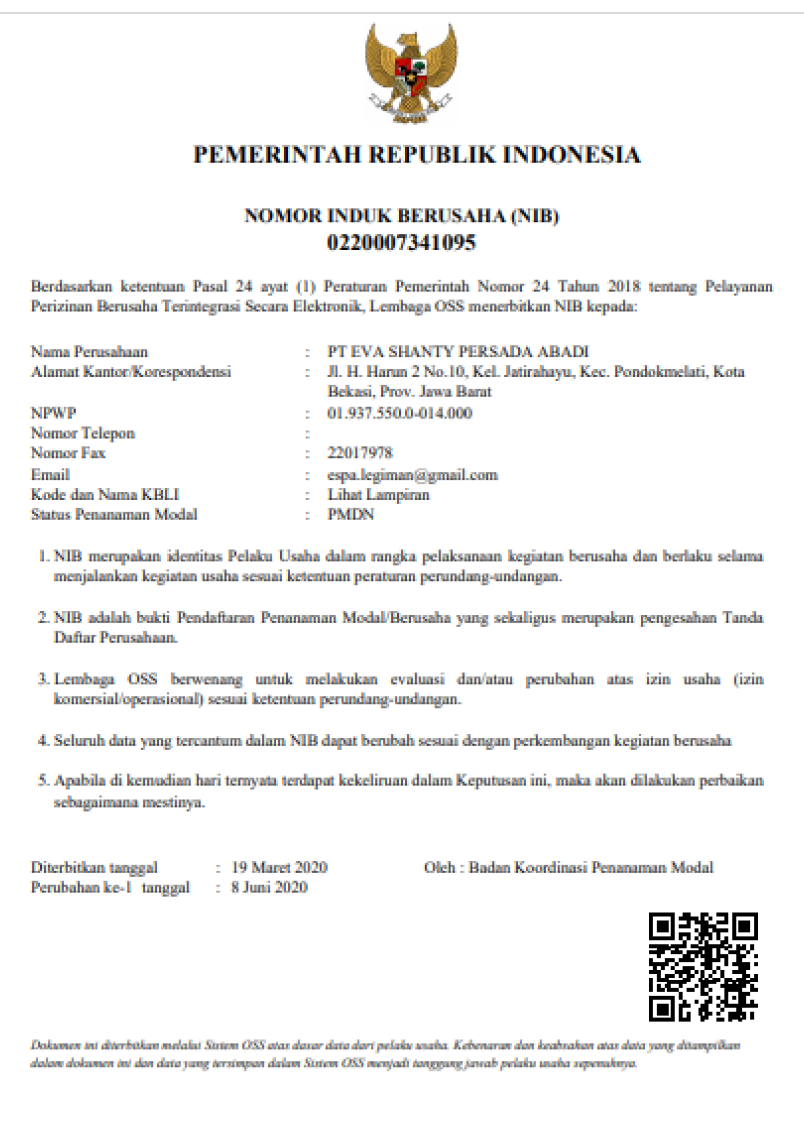 PEMERINTAH REPUBLIK INDONESIA
NOMOR INDUK BERUSAHA (NIB)
0220007341095
Berdasarkan ketentuan Pasal 24 ayat (1) Peraturan Pemerintah Nomor 24 Tahun 2018 tentang Pelayanan
Perizinan Berusaha Terintegrasi Secara Elektronik, Lembaga OSS menerbitkan NIB kepada:
Nama Perusahaan : PT EVA SHANTY PERSADA ABADI
Alamat Kantor/Korespondensi : Jl. H. Harun 2 No.10, Kel. Jatirahayu, Kec. Pondokmelati, Kota
Bekasi, Prov. Jawa Barat
NPWP : 01.937.550.0-014.000
Nomor Telepon :
Nomor Fax : 22017978
Email : espa.legiman@gmail.com
Kode dan Nama KBLI : Lihat Lampiran
Status Penanaman Modal : PMDN
1. NIB merupakan identitas Pelaku Usaha dalam rangka pelaksanaan kegiatan berusaha dan berlaku selama
menjalankan kegiatan usaha sesuai ketentuan peraturan perundang-undangan.
2. NIB adalah bukti Pendaftaran Penanaman Modal/Berusaha yang sekaligus merupakan pengesahan Tanda
Daftar Perusahaan.
3. Lembaga OSS berwenang untuk melakukan evaluasi dan/atau perubahan atas izin usaha (izin
komersial/operasional) sesuai ketentuan perundang-undangan.
4. Seluruh data yang tercantum dalam NIB dapat berubah sesuai dengan perkembangan kegiatan berusaha
5. Apabila di kemudian hari ternyata terdapat kekeliruan dalam Keputusan ini, maka akan dilakukan perbaikan
sebagaimana mestinya.
Diterbitkan tanggal : 19 Maret 2020 Oleh : Badan Koordinasi Penanaman Modal
Perubahan ke-1 tanggal : 8 Juni 2020
Dokumen ini diterbitkan melalui Sistem OSS atas dasar data dari pelaku usaha. Kebenaran dan keabsahan atas data yang ditampilkan
dalam dokumen ini dan data yang tersimpan dalam Sistem OSS menjadi tanggung jawab pelaku usaha sepenuhnya.